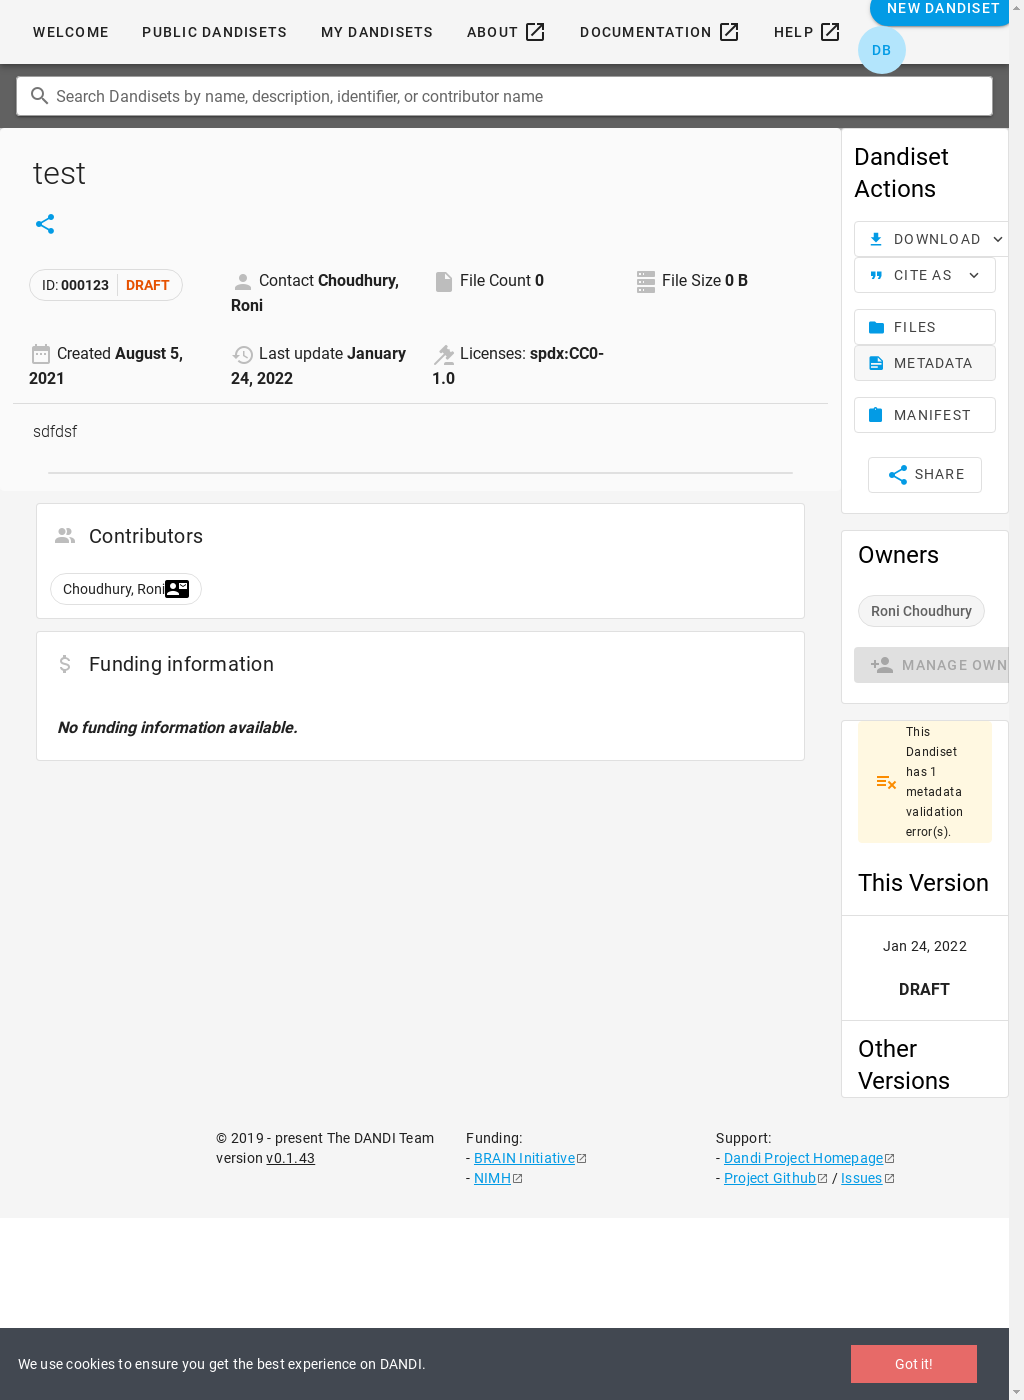 WELCOME
PUBLIC DANDISETS
MY DANDISETS
ABOUT
DOCUMENTATION
HELP
NEW DANDISET
DB
Search Dandisets by name, description, identifier, or contributor name
test
ID: 000123 DRAFT
Contact Choudhury,
Roni
File Count 0
File Size 0 B
Created August 5,
2021
Last update January
24, 2022
Licenses: spdx:CC0-
1.0
sdfdsf
Contributors
Choudhury, Roni
Funding information
No funding information available.
Dandiset
Actions
DOWNLOAD
CITE AS
FILES
METADATA
MANIFEST
SHARE
Owners
Roni Choudhury
MANAGE OWN
This
Dandiset
has 1
metadata
validation
error(s).
This Version
Jan 24, 2022
DRAFT
Other
Versions
© 2019 - present The DANDI Team
version v0.1.43
Funding:
- BRAIN Initiative
- NIMH
Support:
- Dandi Project Homepage
- Project Github / Issues
We use cookies to ensure you get the best experience on DANDI.
Got it!